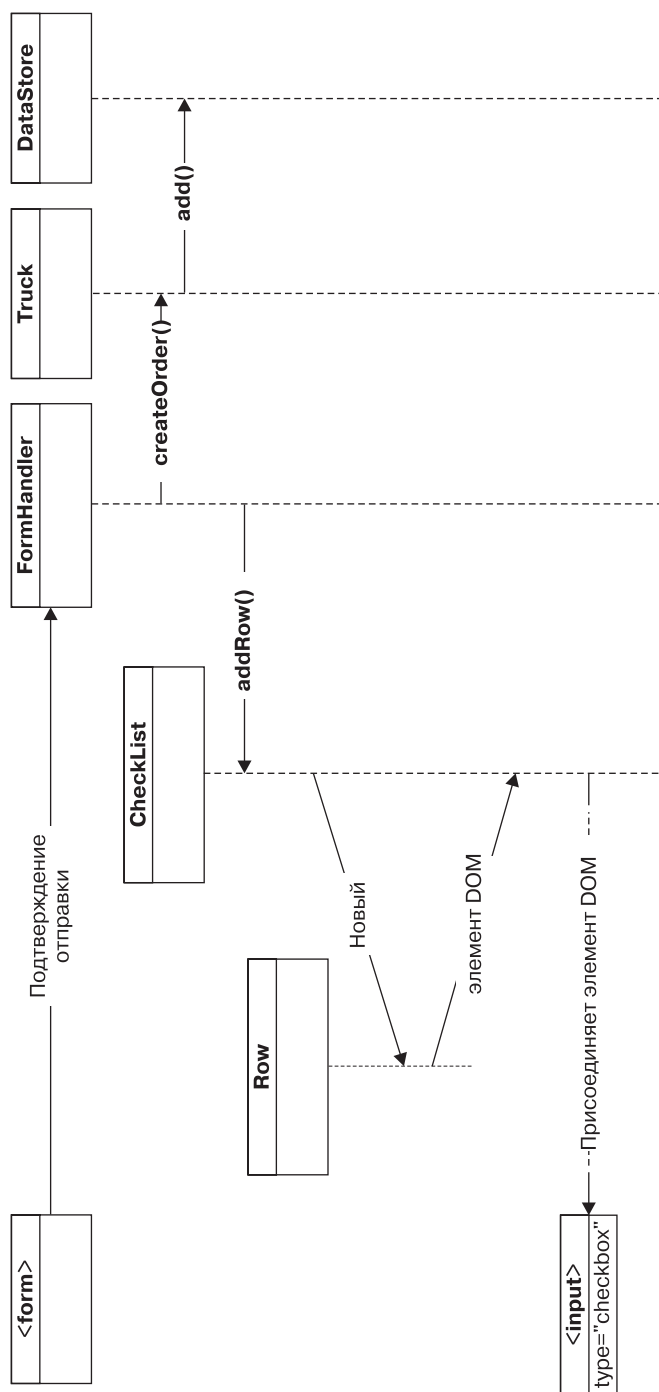 <form>
Подтверждение
отправки
FormHandler
Truck
DataStore
createOrder()
add()
CheckList
addRow()
Row
Новый
элемент DOM
<input>
type="checkbox"
Присоединяет элемент DOM